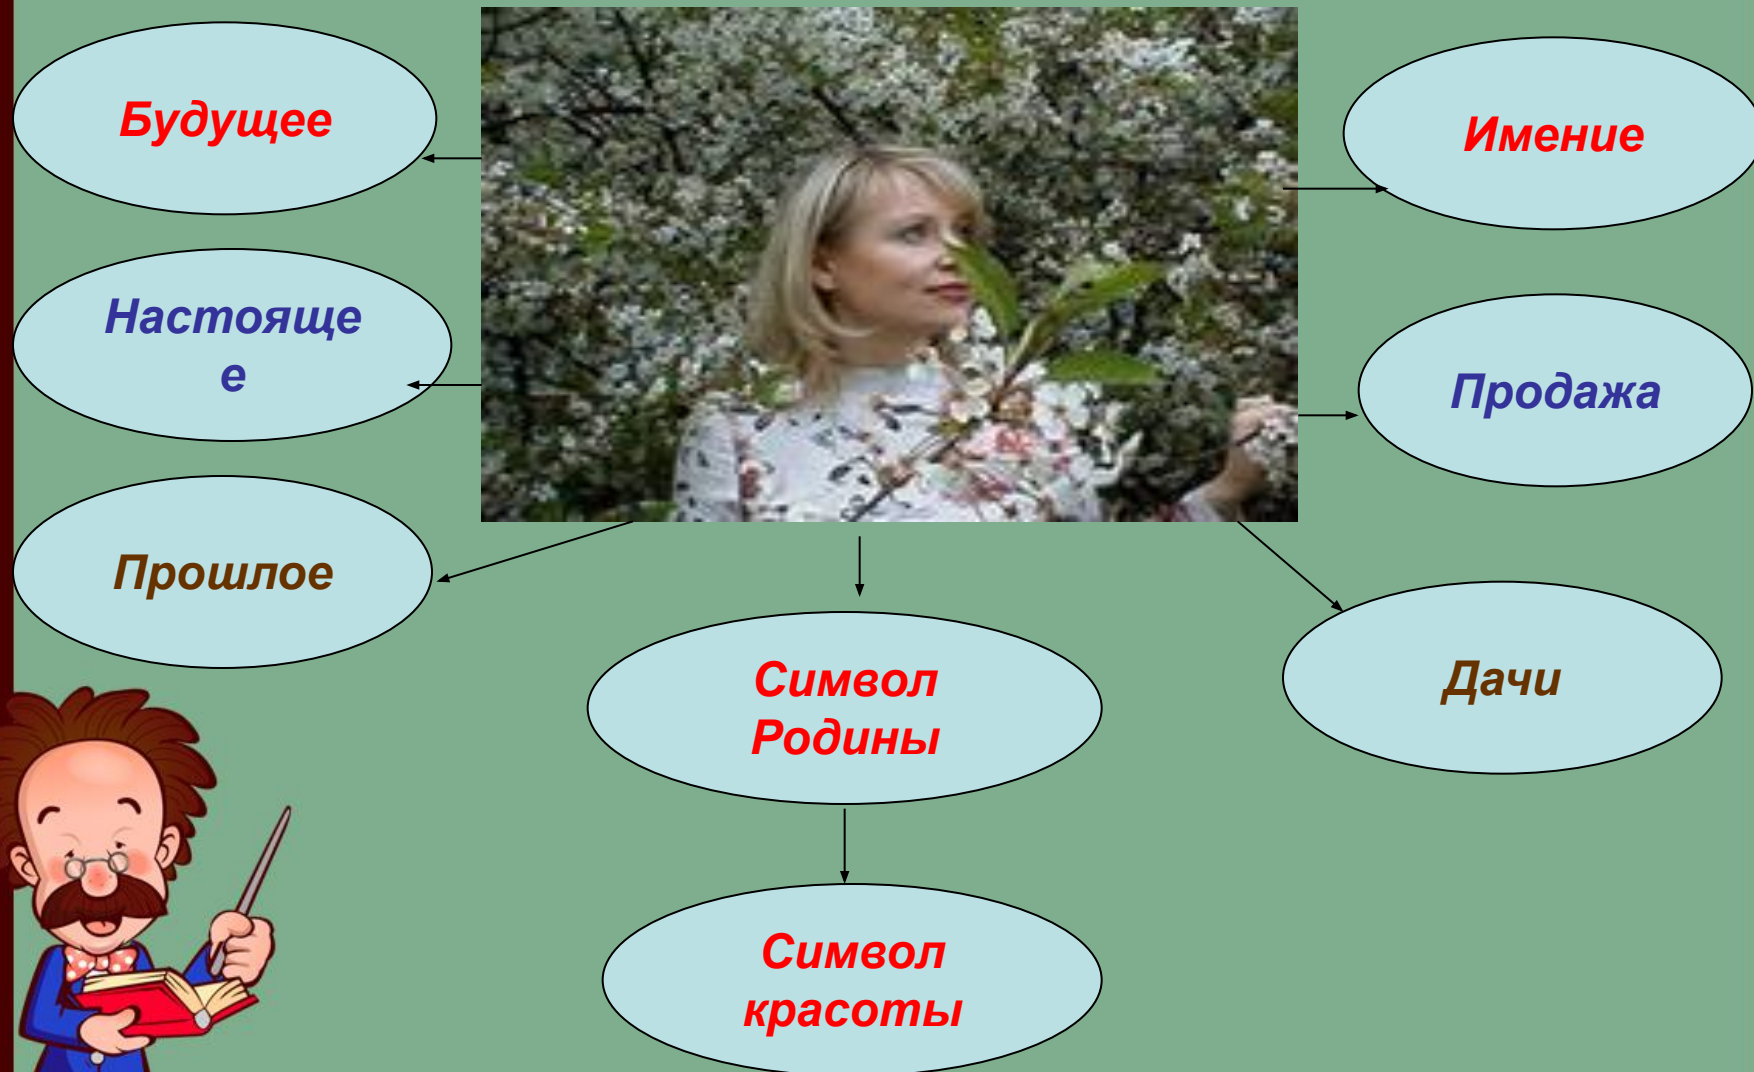 Будущее
Имение
Настояще
е
Продажа
Прошлое
Символ
Родины
Дачи
Символ
красоты